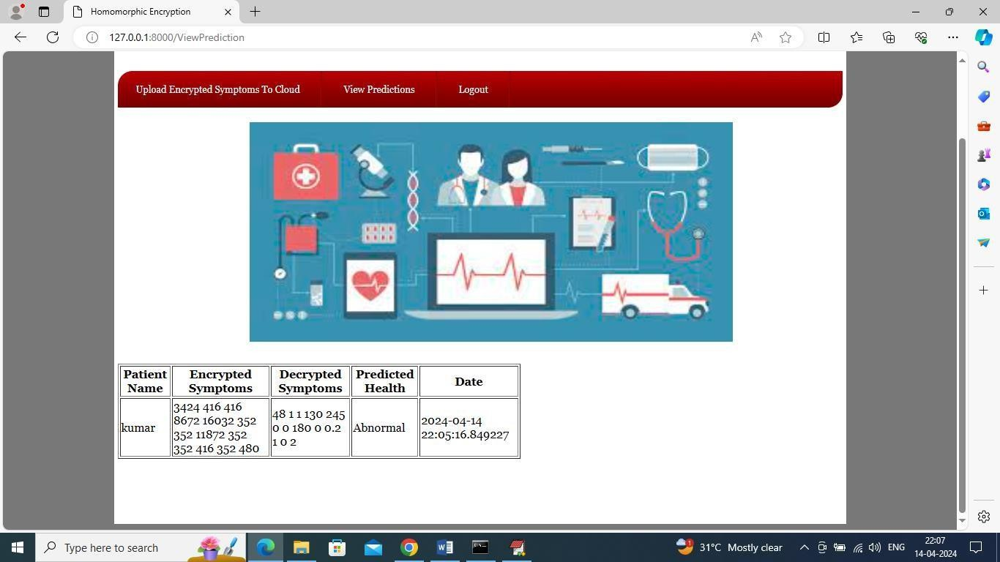 Homomorphic Encryption
127.0.0.1:8000/ViewPrediction
Upload Encrypted Symptoms To Cloud View Predictions Logout
Patient Name Encrypted Symptoms Decrypted Symptoms Predicted Health Date
kumar 3424 416 416 8672 16032 352 352 11872 352 352 416 352 480 48 1 1 130 245 0 0 180 0 0.2 1 0 2 Abnormal 2024-04-14 22:05:16.849227
Type here to search 1 31°C Mostly clear ENG 22:07
14-04-2024